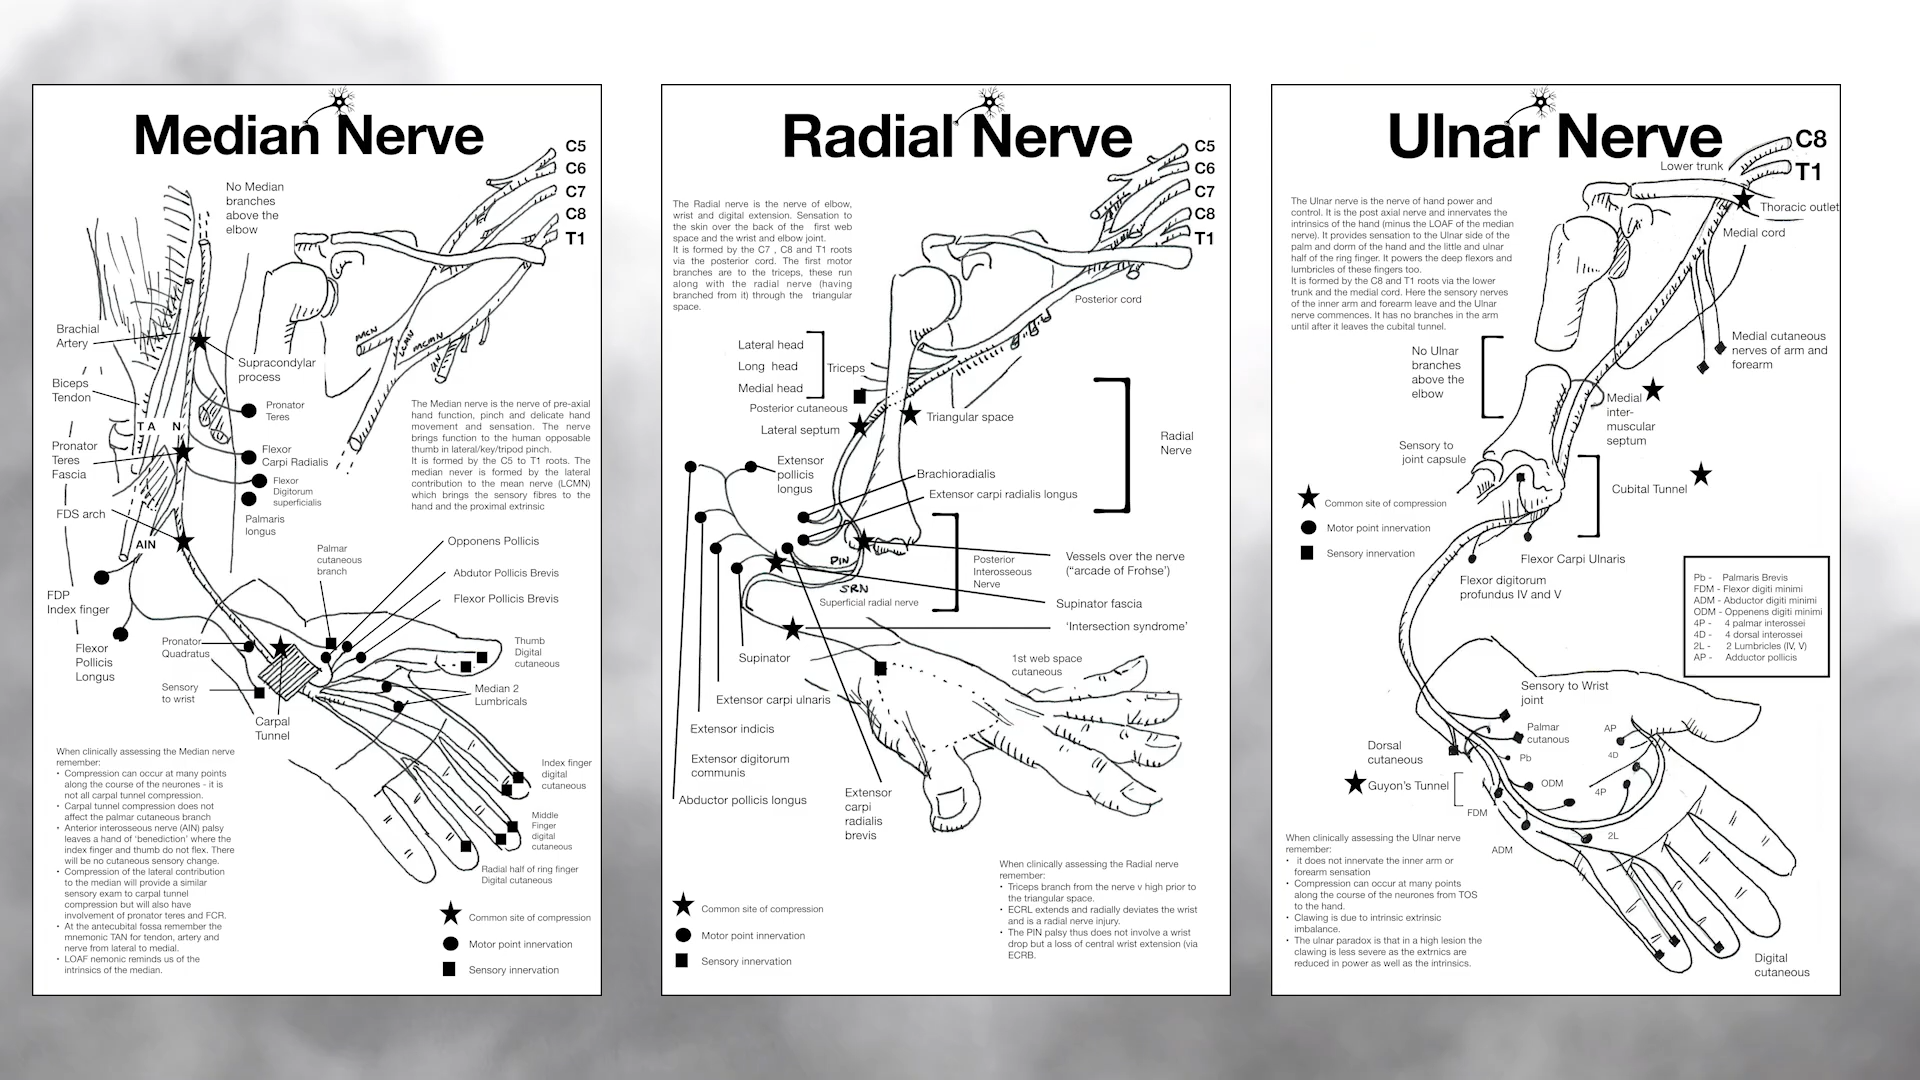 Median Nerve
C5
C6
C7
C8
T1
No Median
branches
above the
elbow
Brachial
Artery
Supracondylar
process
MCN
LCMN
MCMN
UN
Biceps
Tendon
Pronator
Teres
T A N
Pronator
Teres
Fascia
Flexor
Carpi Radialis
Flexor
Digitorum
superficialis
Palmaris
longus
FDS arch
AIN
The Median nerve is the nerve of pre-axial
hand function, pinch and delicate hand
movement and sensation. The nerve
brings function to the human opposable
thumb in lateral/key/tripod pinch.
It is formed by the C5 to T1 roots. The
median never is formed by the lateral
contribution to the mean nerve (LCMN)
which brings the sensory fibres to the
hand and the proximal extrinsic
Palmar
cutaneous
branch
Opponens Pollicis
Abdutor Pollicis Brevis
Flexor Pollicis Brevis
FDP
Index finger
Flexor
Pollicis
Longus
Pronator
Quadratus
Sensory
to wrist
Carpal
Tunnel
Thumb
Digital
cutaneous
Median 2
Lumbricals
Index finger
digital
cutaneous
Middle
Finger
digital
cutaneous
Radial half of ring finger
Digital cutaneous
When clinically assessing the Median nerve
remember:
• Compression can occur at many points
along the course of the neurones - it is
not all carpal tunnel compression.
• Carpal tunnel compression does not
affect the palmar cutaneous branch
• Anterior interosseous nerve (AIN) palsy
leaves a hand of 'benediction' where the
index finger and thumb do not flex. There
will be no cutaneous sensory change.
• Compression of the lateral contribution
to the median will provide a similar
sensory exam to carpal tunnel
compression but will also have
involvement of pronator teres and FCR.
• At the antecubital fossa remember the
mnemonic TAN for tendon, artery and
nerve from lateral to medial.
• LOAF nemonic reminds us of the
intrinsics of the median.
Common site of compression
Motor point innervation
Sensory innervation
Radial Nerve
C5
C6
C7
C8
T1
The Radial nerve is the nerve of elbow,
wrist and digital extension. Sensation to
the skin over the back of the first web
space and the wrist and elbow joint.
It is formed by the C7 , C8 and T1 roots
via the posterior cord. The first motor
branches are to the triceps, these run
along with the radial nerve (having
branched from it) through the triangular
space.
Posterior cord
Lateral head
Long head
Medial head
Triceps
Posterior cutaneous
Lateral septum
Triangular space
Radial
Nerve
Extensor
pollicis
longus
Brachioradialis
Extensor carpi radialis longus
PIN
SRN
Superficial radial nerve
Posterior
Interosseous
Nerve
Vessels over the nerve
("arcade of Frohse')
Supinator fascia
'Intersection syndrome'
Supinator
1st web space
cutaneous
Extensor carpi ulnaris
Extensor indicis
Extensor digitorum
communis
Abductor pollicis longus
Extensor
carpi
radialis
brevis
When clinically assessing the Radial nerve
remember:
• Triceps branch from the nerve v high prior to
the triangular space.
• ECRL extends and radially deviates the wrist
and is a radial nerve injury.
• The PIN palsy thus does not involve a wrist
drop but a loss of central wrist extension (via
ECRB.
Common site of compression
Motor point innervation
Sensory innervation
Ulnar Nerve
C8
T1
Lower trunk
Thoracic outlet
Medial cord
The Ulnar nerve is the nerve of hand power and
control. It is the post axial nerve and innervates the
intrinsics of the hand (minus the LOAF of the median
nerve). It provides sensation to the Ulnar side of the
palm and dorm of the hand and the little and ulnar
half of the ring finger. It powers the deep flexors and
lumbricles of these fingers too.
It is formed by the C8 and T1 roots via the lower
trunk and the medial cord. Here the sensory nerves
of the inner arm and forearm leave and the Ulnar
nerve commences. It has no branches in the arm
until after it leaves the cubital tunnel.
No Ulnar
branches
above the
elbow
Medial cutaneous
nerves of arm and
forearm
Medial
inter-
muscular
septum
Sensory to
joint capsule
Cubital Tunnel
Common site of compression
Motor point innervation
Sensory innervation
Flexor Carpi Ulnaris
Flexor digitorum
profundus IV and V
Pb - Palmaris Brevis
FDM - Flexor digiti minimi
ADM - Abductor digiti minimi
ODM - Oppenens digiti minimi
4P - 4 palmar interossei
4D - 4 dorsal interossei
2L - 2 Lumbricles (IV, V)
AP - Adductor pollicis
Sensory to Wrist
joint
Palmar
cutanous
Dorsal
cutaneous
Pb
AP
4D
4P
ODM
Guyon's Tunnel
FDM
2L
ADM
When clinically assessing the Ulnar nerve
remember:
• it does not innervate the inner arm or
forearm sensation
• Compression can occur at many points
along the course of the neurones from TOS
to the hand.
• Clawing is due to intrinsic extrinsic
imbalance.
• The ulnar paradox is that in a high lesion the
clawing is less severe as the extrnics are
reduced in power as well as the intrinsics.
Digital
cutaneous